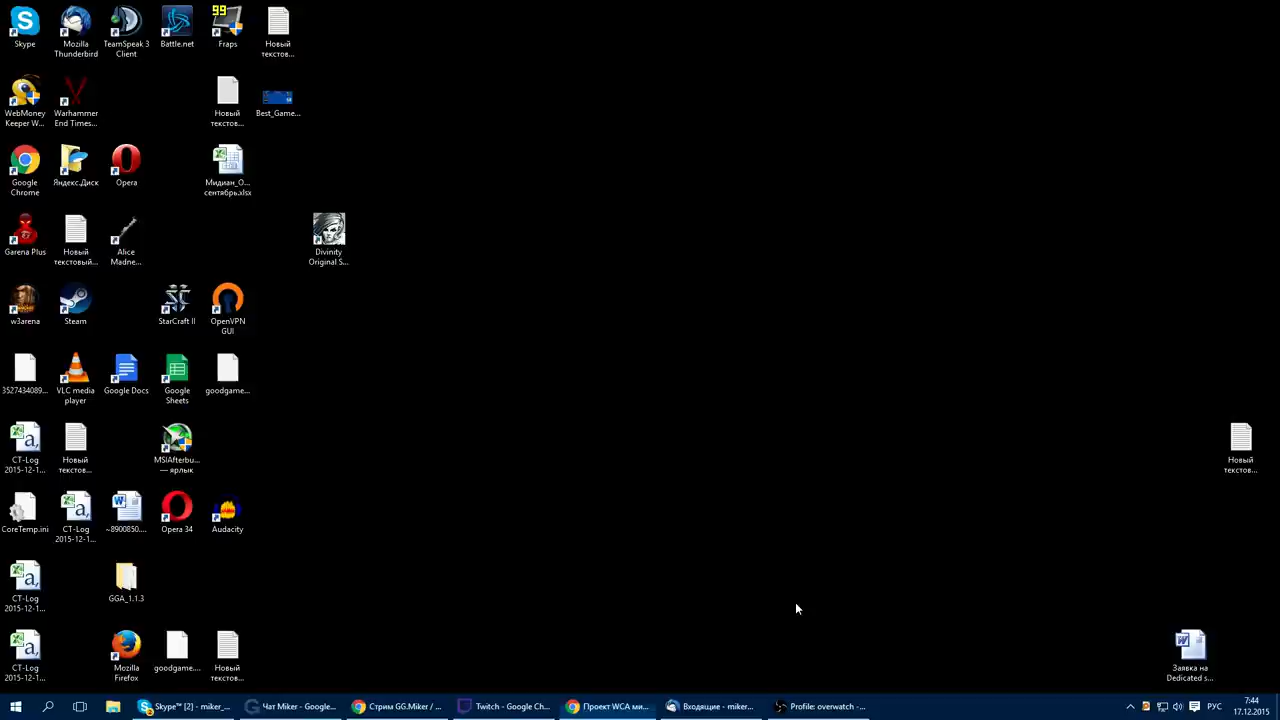 Skype
Mozilla
Thunderbird
TeamSpeak 3
Client
Battle.net
99
Fraps
Новый
текстов...
WebMoney
Keeper W...
Warhammer
End Times...
Новый
текстов...
Best_Game...
Google
Chrome
Яндекс.Диск
Opera
Мидиан_О...
сентябрь.xlsx
Garena Plus
Новый
текстовый...
Alice
Madne...
Divinity
Original S...
w3arena
Steam
StarCraft II
OpenVPN
GUI
3527434089...
VLC media
player
Google Docs
Google
Sheets
goodgame...
CT-Log
2015-12-1...
Новый
текстов...
MSIAfterbu...
— ярлык
Новый
текстов...
CoreTemp.ini
CT-Log
2015-12-1...
~8900850....
Opera 34
Audacity
CT-Log
2015-12-1...
GGA_1.1.3
CT-Log
2015-12-1...
Mozilla
Firefox
goodgame....
Новый
текстов...
Заявка на
Dedicated s...
Skype™ [2] - miker_...
Чат Miker - Google...
Стрим GG.Miker / ...
Twitch - Google Ch...
Проект WCA ми...
Входящие - miker...
Profile: overwatch - ...
РУС
7:44
17.12.2015